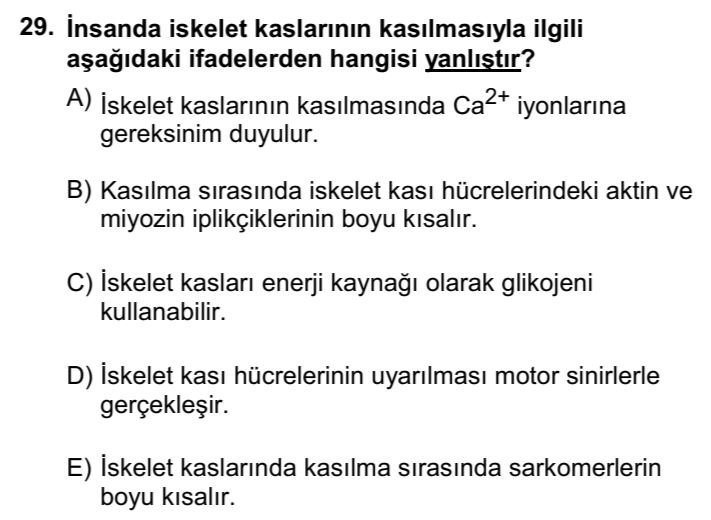 29. İnsanda iskelet kaslarının kasılmasıyla ilgili
aşağıdaki ifadelerden hangisi yanlıştır?
A) İskelet kaslarının kasılmasında Ca2+ iyonlarına
gereksinim duyulur.
B) Kasılma sırasında iskelet kası hücrelerindeki aktin ve
miyozin iplikçiklerinin boyu kısalır.
C) İskelet kasları enerji kaynağı olarak glikojeni
kullanabilir.
D) İskelet kası hücrelerinin uyarılması motor sinirlerle
gerçekleşir.
E) İskelet kaslarında kasılma sırasında sarkomerlerin
boyu kısalır.